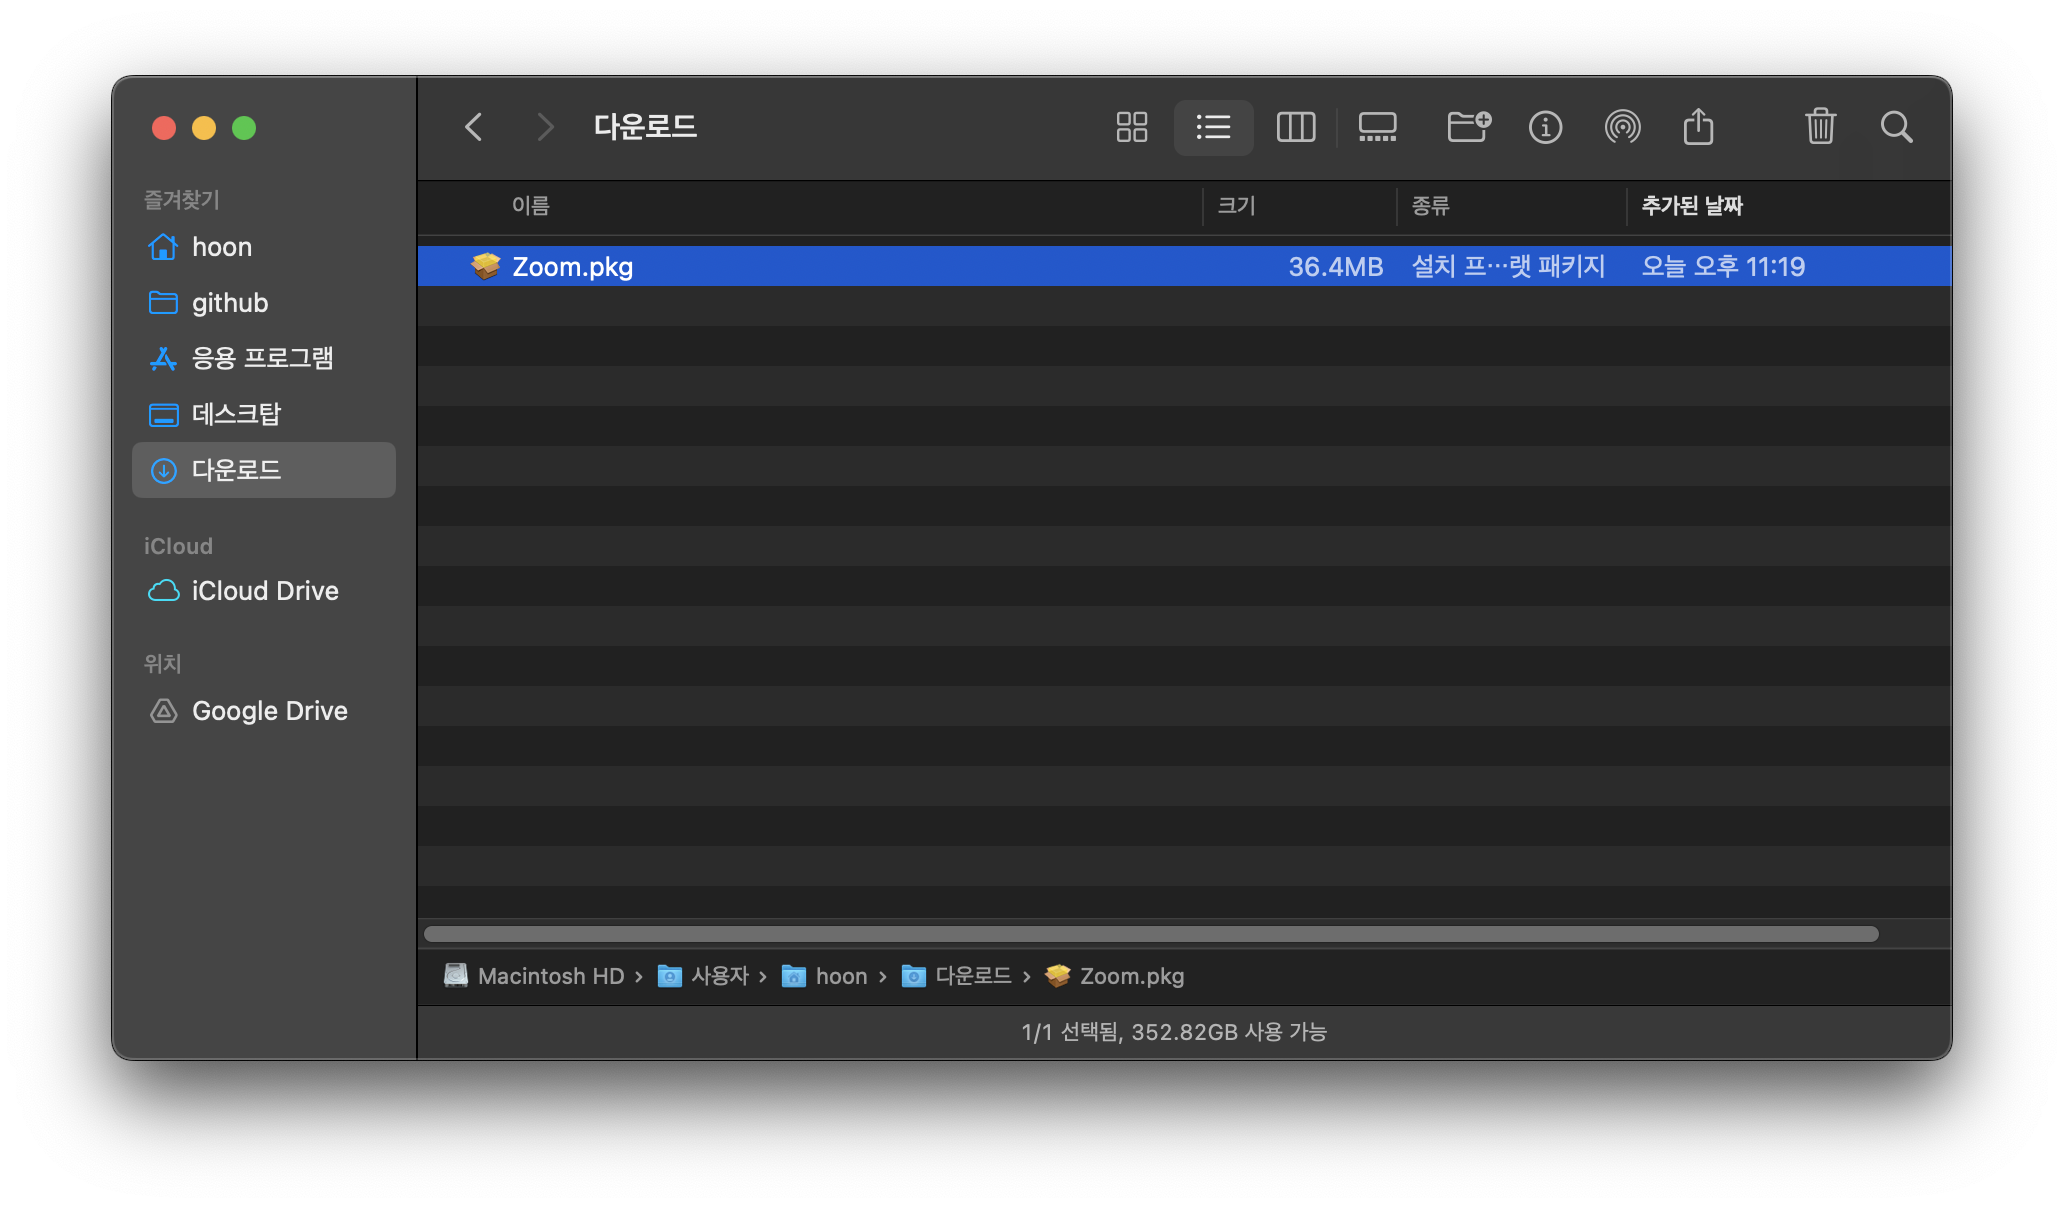 다운로드
즐겨찾기
hoon
github
응용 프로그램
데스크탑
다운로드
iCloud
iCloud Drive
위치
Google Drive
이름 크기 종류 추가된 날짜
Zoom.pkg 36.4MB 설치 프…랫 패키지 오늘 오후 11:19
Macintosh HD › 사용자 › hoon › 다운로드 › Zoom.pkg
1/1 선택됨, 352.82GB 사용 가능